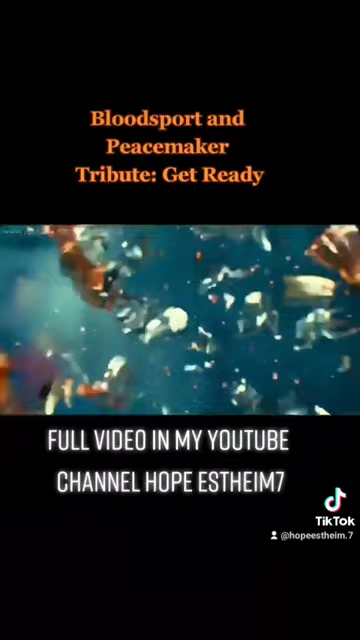 Bloodsport and
Peacemaker
Tribute: Get Ready
FULL VIDEO IN MY YOUTUBE
CHANNEL HOPE ESTHEIM7
TikTok
@hopeestheim.7